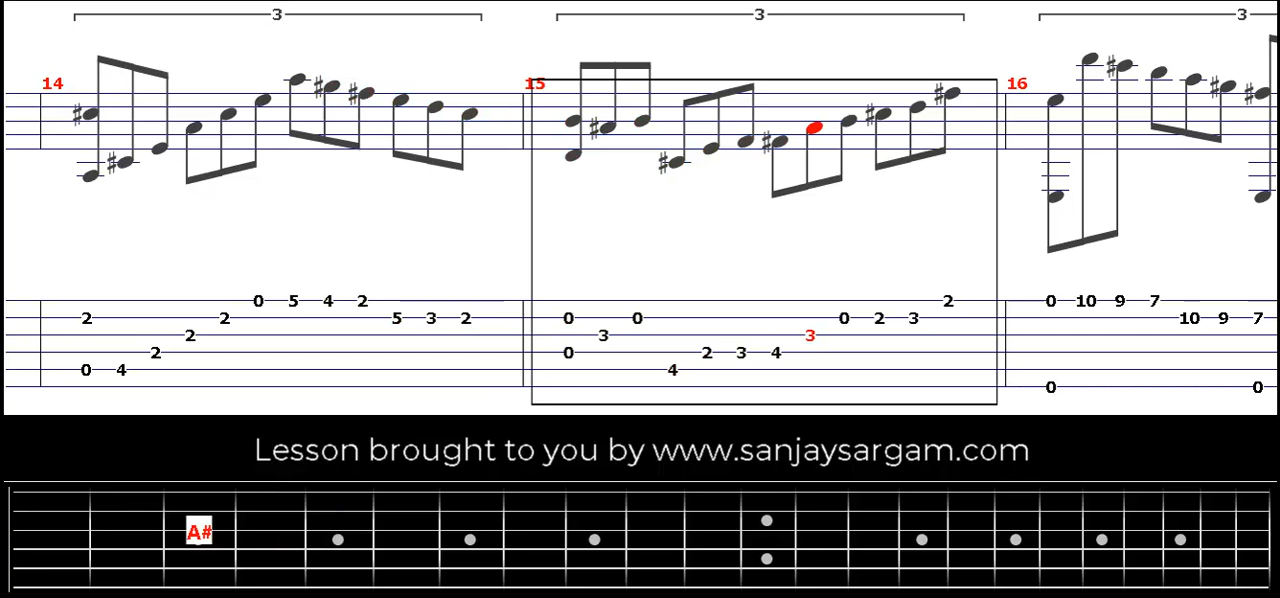 3 3 3
14 15 16
0 5 4 2 2 0 10 9 7
2 2 5 3 2 0 0 0 2 3 10 9 7
2 3 3
2 0 2 3 4
0 4 4
0 0
Lesson brought to you by www.sanjaysargam.com
A#